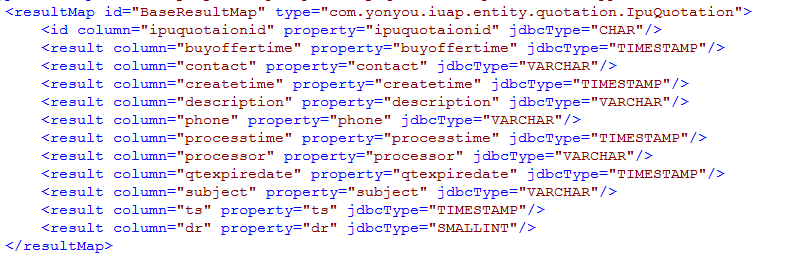 <resultMap id="BaseResultMap" type="com.yonyou.iuap.entity.quotation.IpuQuotation">
<id column="ipuquotaionid" property="ipuquotationid" jdbcType="CHAR"/>
<result column="buyoffertime" property="buyoffertime" jdbcType="TIMESTAMP"/>
<result column="contact" property="contact" jdbcType="VARCHAR"/>
<result column="createtime" property="createtime" jdbcType="TIMESTAMP"/>
<result column="description" property="description" jdbcType="VARCHAR"/>
<result column="phone" property="phone" jdbcType="VARCHAR"/>
<result column="processtime" property="processtime" jdbcType="TIMESTAMP"/>
<result column="processor" property="processor" jdbcType="VARCHAR"/>
<result column="qtexpiredate" property="qtexpiredate" jdbcType="TIMESTAMP"/>
<result column="subject" property="subject" jdbcType="VARCHAR"/>
<result column="ts" property="ts" jdbcType="TIMESTAMP"/>
<result column="dr" property="dr" jdbcType="SMALLINT"/>
</resultMap>